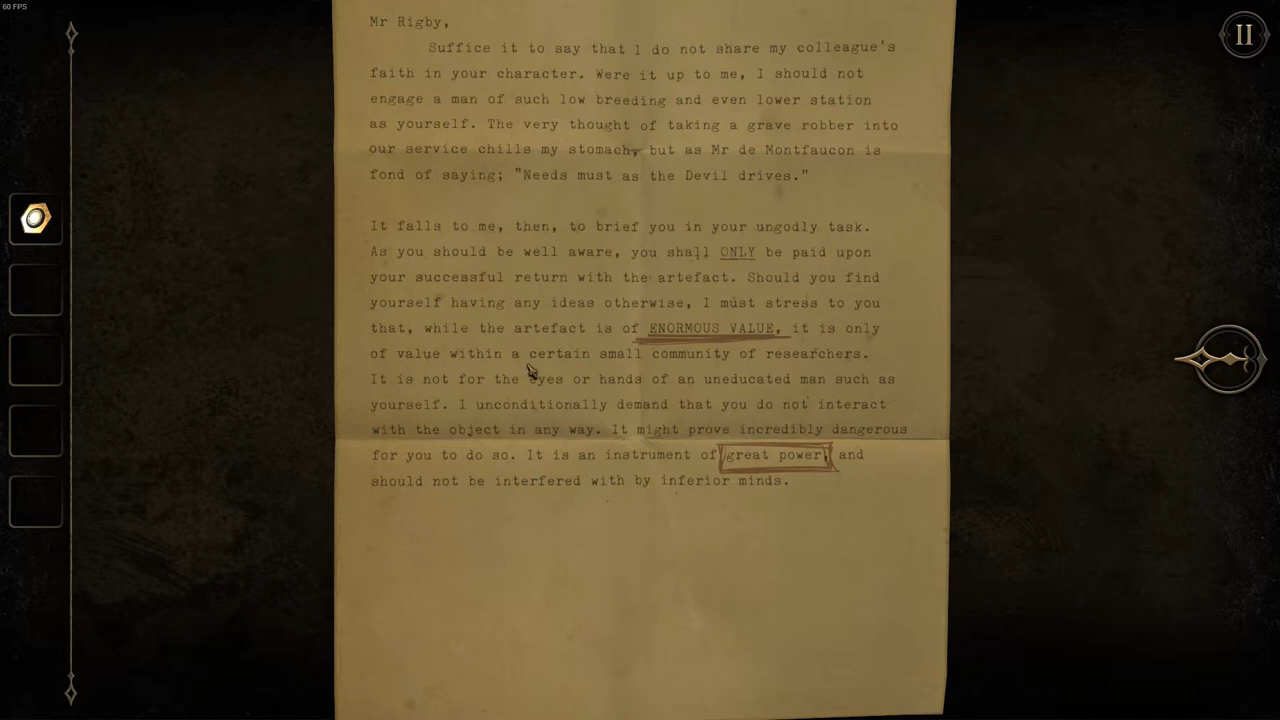 60 FPS
Mr Rigby,
Suffice it to say that I do not share my colleague's
faith in your character. Were it up to me, I should not
engage a man of such low breeding and even lower station
as yourself. The very thought of taking a grave robber into
our service chills my stomach, but as Mr de Montfaucon is
fond of saying; "Needs must as the Devil drives."
It falls to me, then, to brief you in your ungodly task.
As you should be well aware, you shall ONLY be paid upon
your successful return with the artefact. Should you find
yourself having any ideas otherwise, I must stress to you
that, while the artefact is of ENORMOUS VALUE, it is only
of value within a certain small community of researchers.
It is not for the eyes or hands of an uneducated man such as
yourself. I unconditionally demand that you do not interact
with the object in any way. It might prove incredibly dangerous
for you to do so. It is an instrument of great power, and
should not be interfered with by inferior minds.